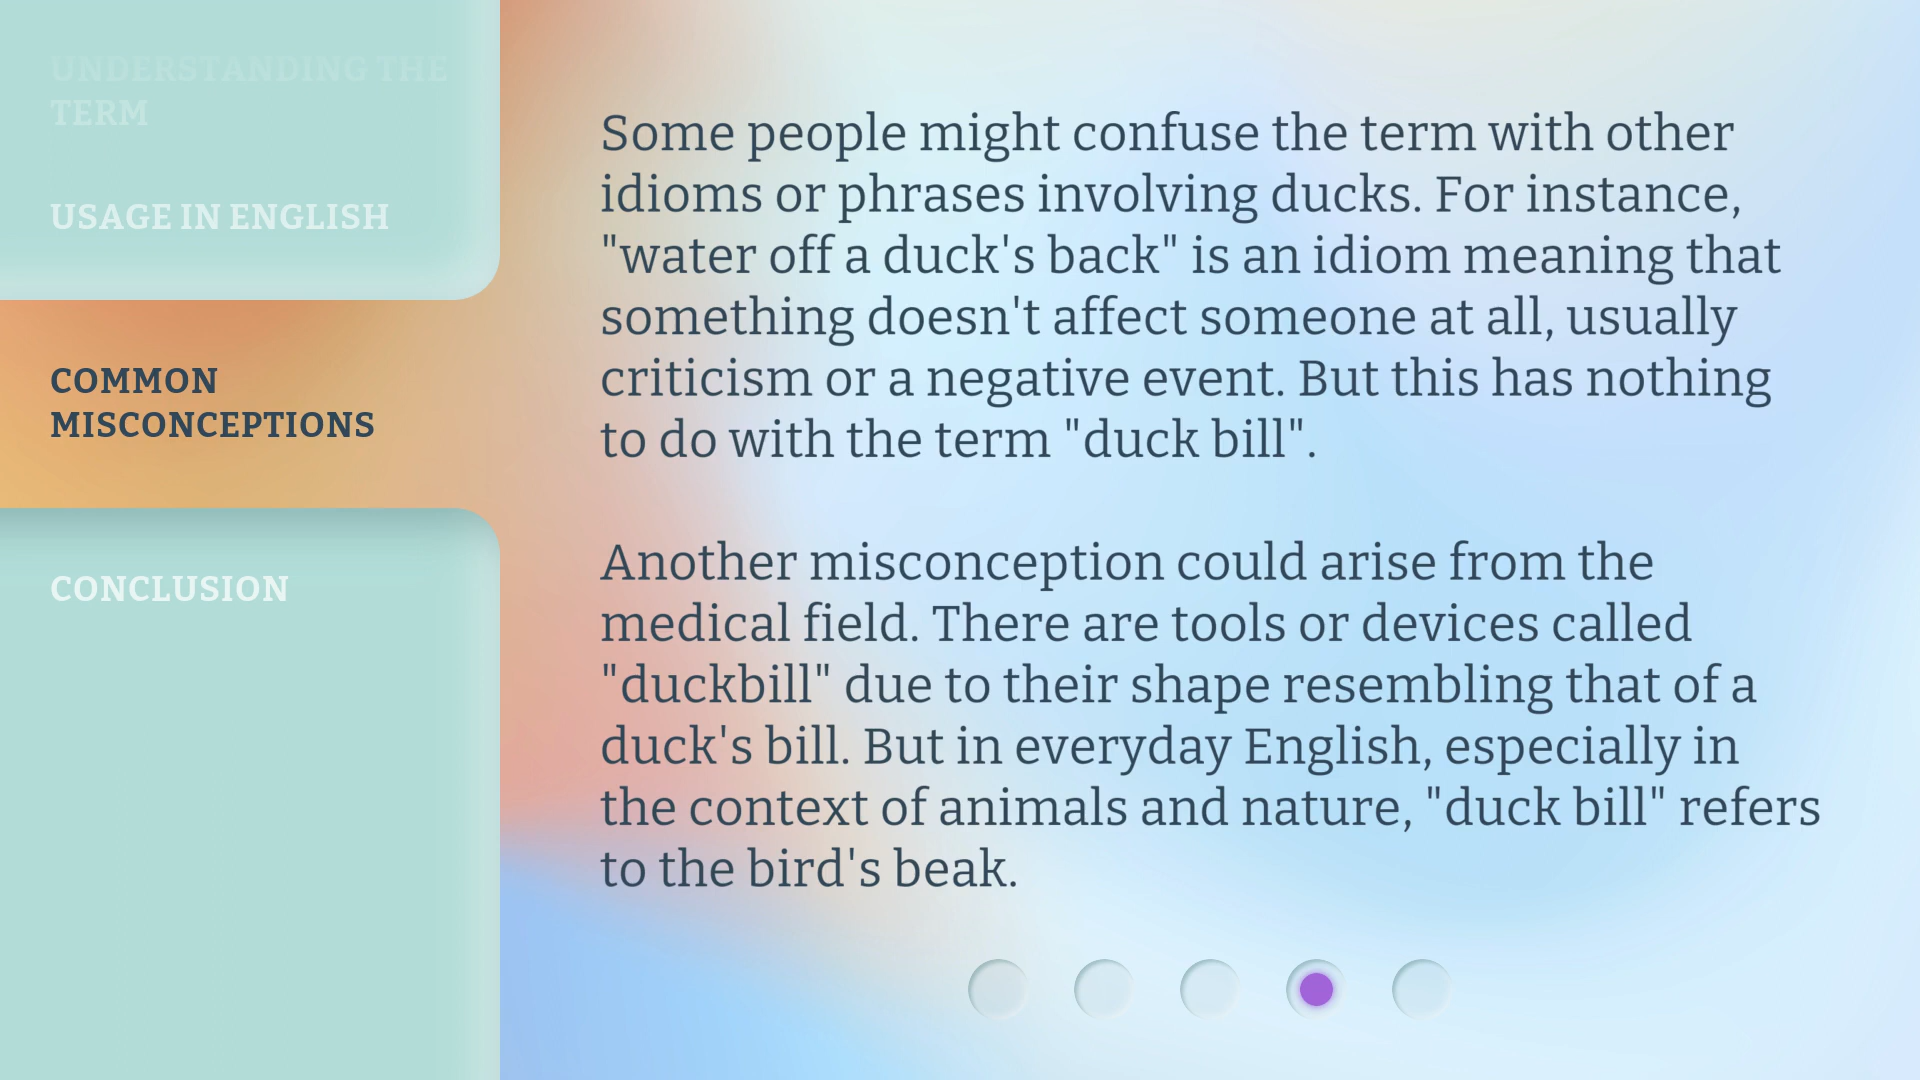 UNDERSTANDING THE
TERM
USAGE IN ENGLISH
COMMON
MISCONCEPTIONS
CONCLUSION
Some people might confuse the term with other
idioms or phrases involving ducks. For instance,
"water off a duck's back" is an idiom meaning that
something doesn't affect someone at all, usually
criticism or a negative event. But this has nothing
to do with the term "duck bill".
Another misconception could arise from the
medical field. There are tools or devices called
"duckbill" due to their shape resembling that of a
duck's bill. But in everyday English, especially in
the context of animals and nature, "duck bill" refers
to the bird's beak.